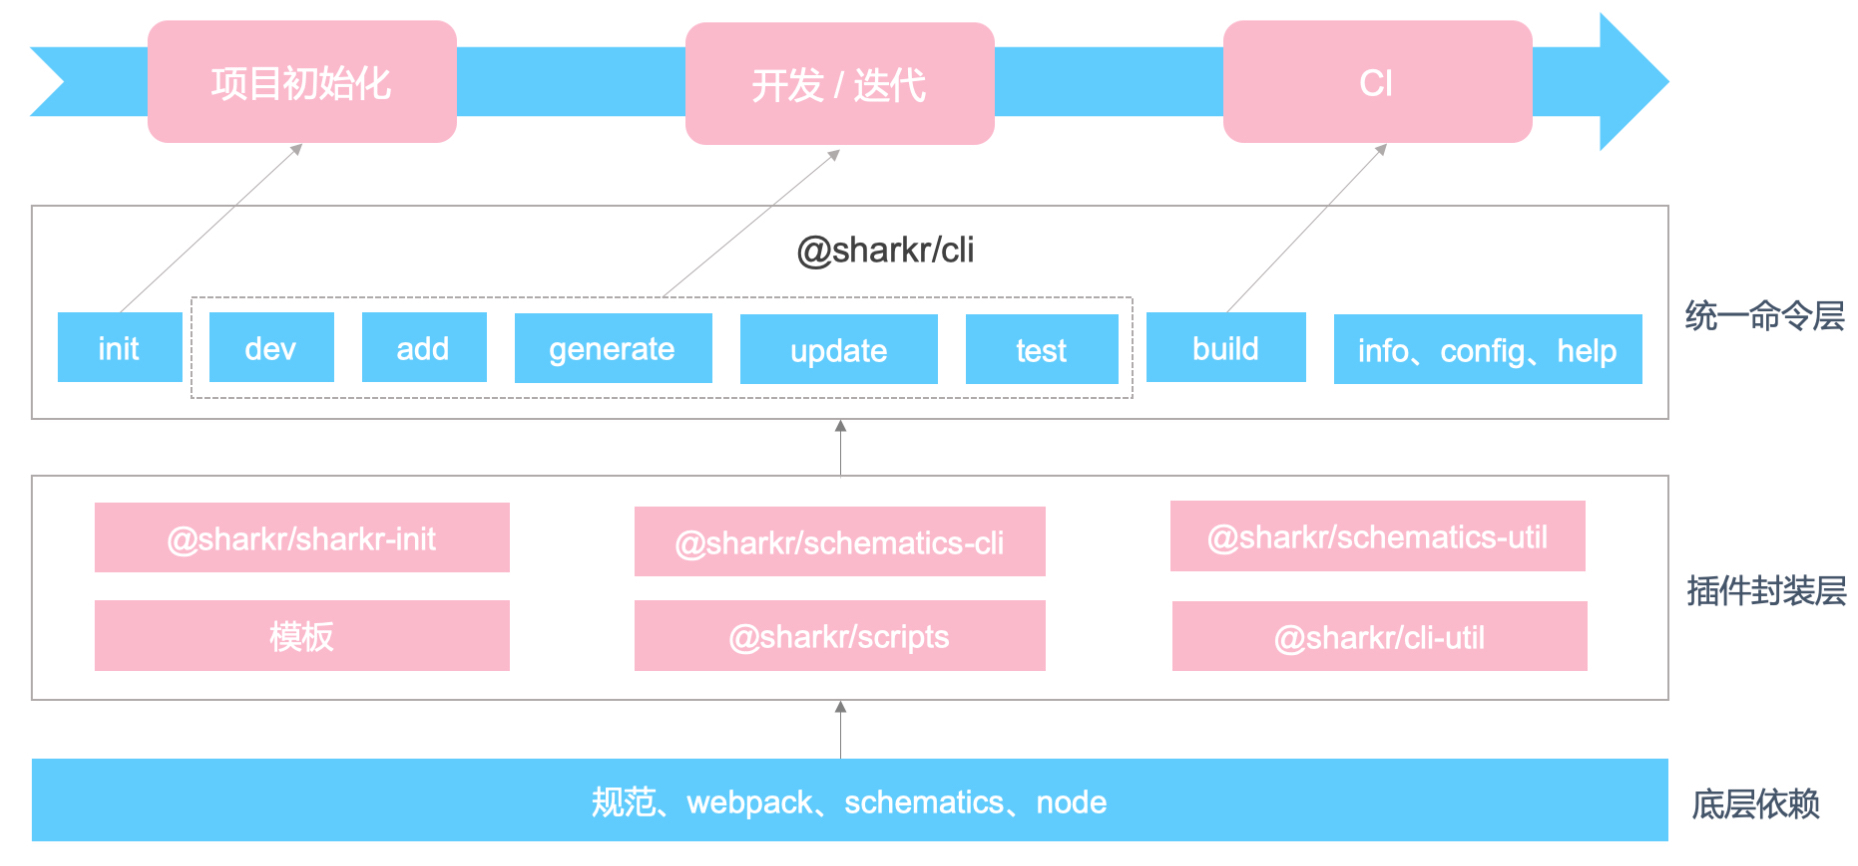 项目初始化
开发 / 迭代
CI
@sharkr/cli
init
dev
add
generate
update
test
build
info、config、help
统一命令层
@sharkr/sharkr-init
@sharkr/schematics-cli
@sharkr/schematics-util
模板
@sharkr/scripts
@sharkr/cli-util
插件封装层
规范、webpack、schematics、node
底层依赖